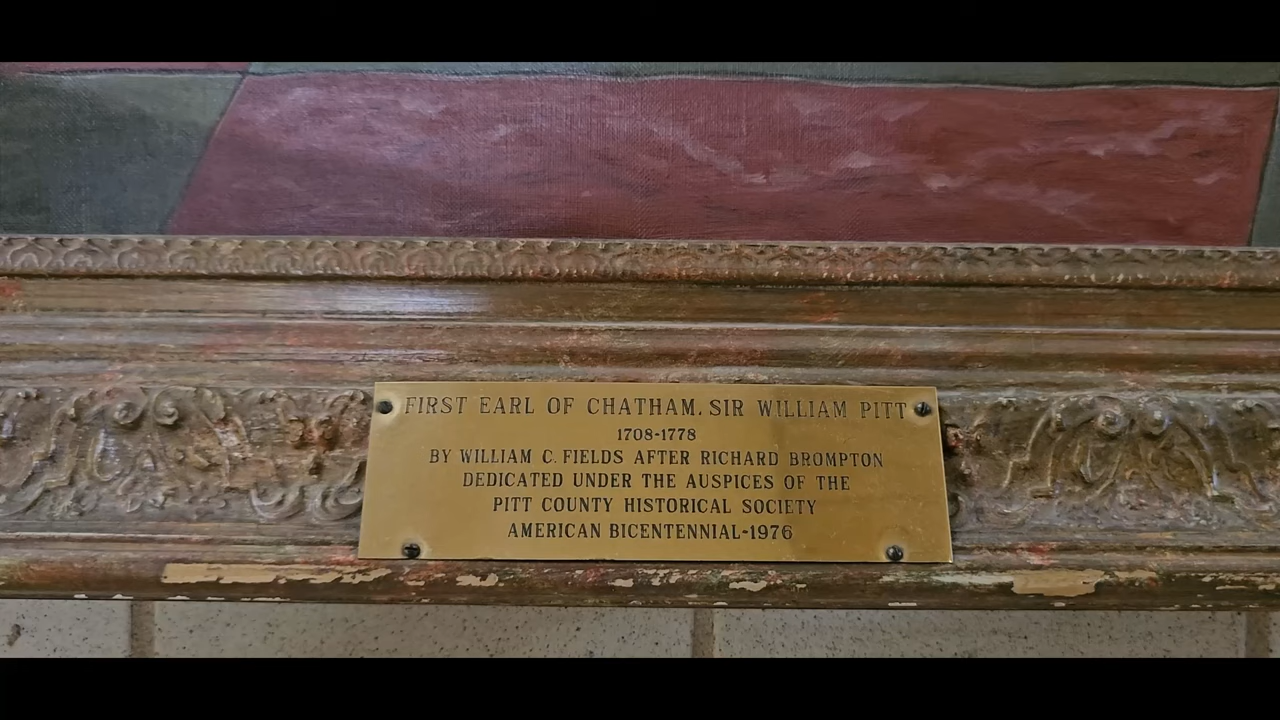 FIRST EARL OF CHATHAM, SIR WILLIAM PITT
1708-1778
BY WILLIAM C. FIELDS AFTER RICHARD BROMPTON
DEDICATED UNDER THE AUSPICES OF THE
PITT COUNTY HISTORICAL SOCIETY
AMERICAN BICENTENNIAL-1976